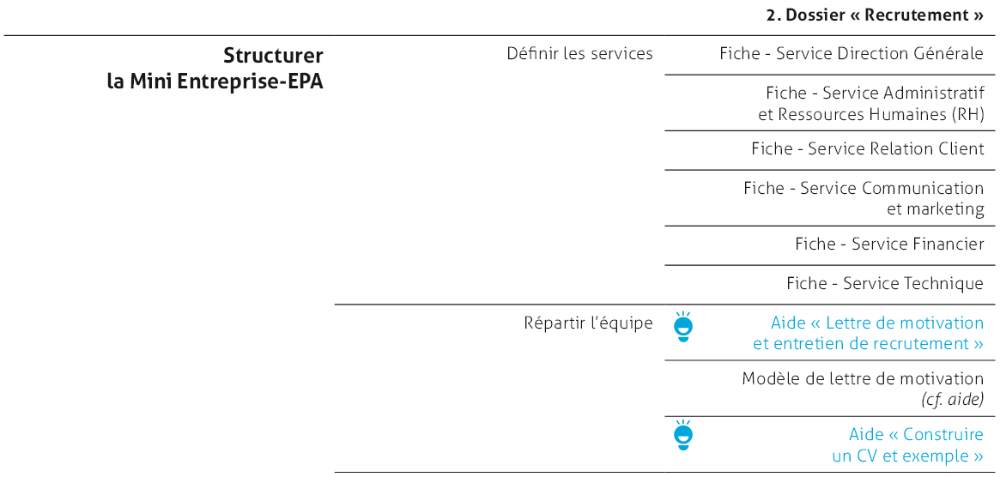 2. Dossier « Recrutement »
Structurer
la Mini Entreprise-EPA
Définir les services
Fiche - Service Direction Générale
Fiche - Service Administratif
et Ressources Humaines (RH)
Fiche - Service Relation Client
Fiche - Service Communication
et marketing
Fiche - Service Financier
Fiche - Service Technique
Répartir l’équipe
Aide « Lettre de motivation
et entretien de recrutement »
Modèle de lettre de motivation
(cf. aide)
Aide « Construire
un CV et exemple »